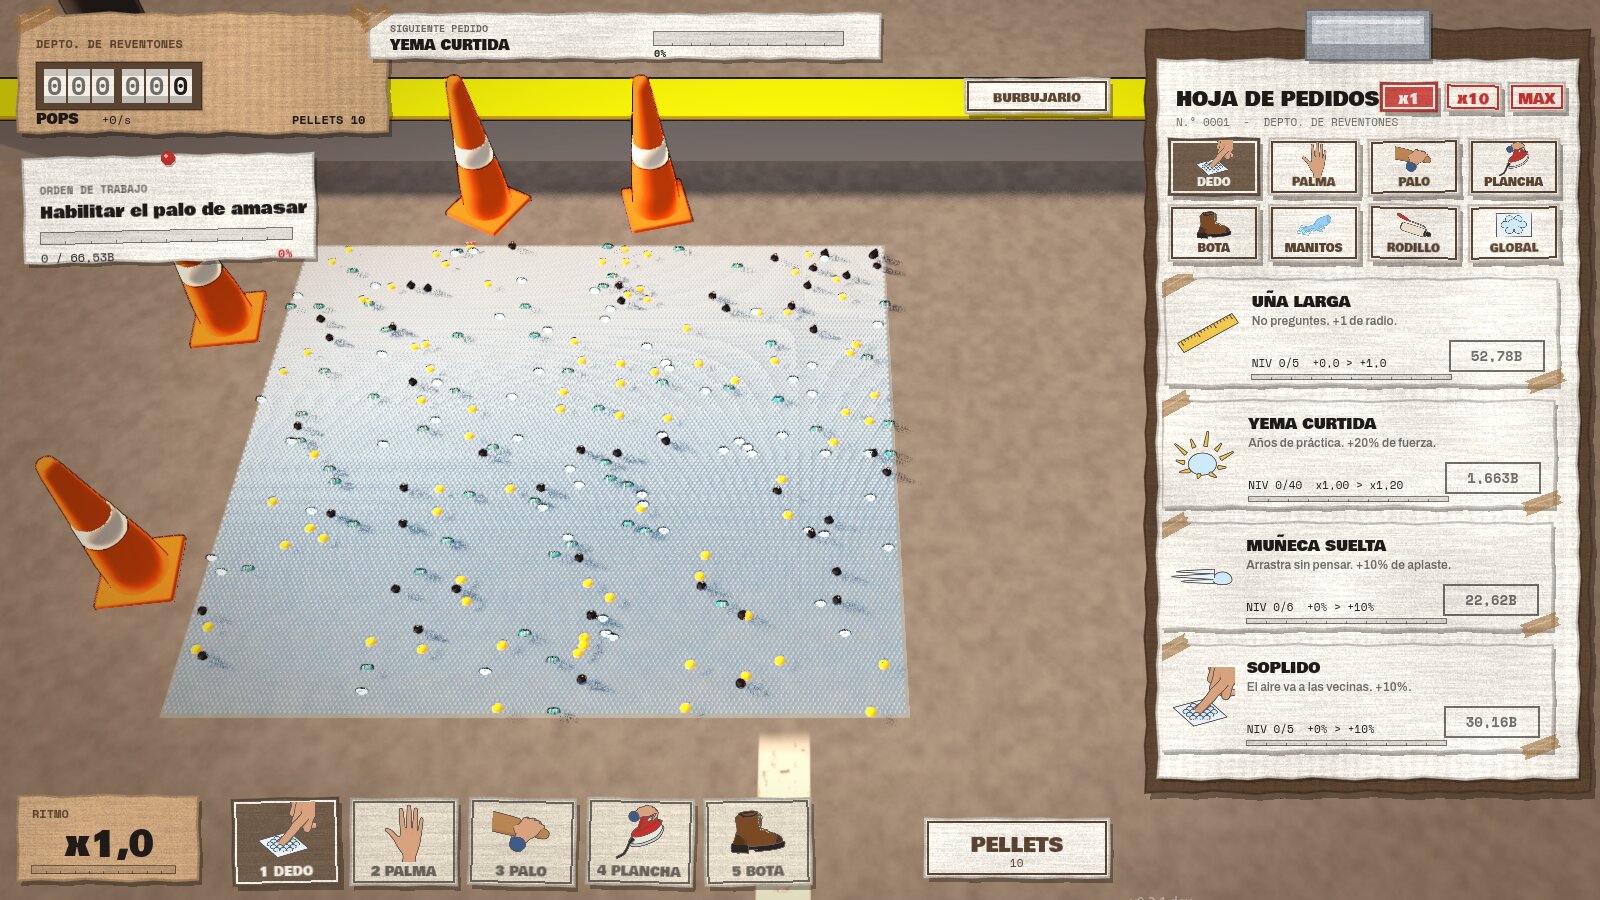 DEPTO. DE REVENTONES
000 000
POPS +0/s PELLETS 10
SIGUIENTE PEDIDO
YEMA CURTIDA
0%
BURBUJARIO
ORDEN DE TRABAJO
Habilitar el palo de amasar
0 / 66,53B 0%
HOJA DE PEDIDOS x1 x10 MAX
N.° 0001 - DEPTO. DE REVENTONES
DEDO PALMA PALO PLANCHA
BOTA MANITOS RODILLO GLOBAL
UÑA LARGA
No preguntes. +1 de radio.
NIV 0/5 +0,0 > +1,0 52,78B
YEMA CURTIDA
Años de práctica. +20% de fuerza.
NIV 0/40 x1,00 > x1,20 1,663B
MUÑECA SUELTA
Arrastra sin pensar. +10% de aplaste.
NIV 0/6 +0% > +10% 22,62B
SOPLIDO
El aire va a las vecinas. +10%.
NIV 0/5 +0% > +10% 30,16B
RITMO
x1,0
1 DEDO 2 PALMA 3 PALO 4 PLANCHA 5 BOTA
PELLETS
10